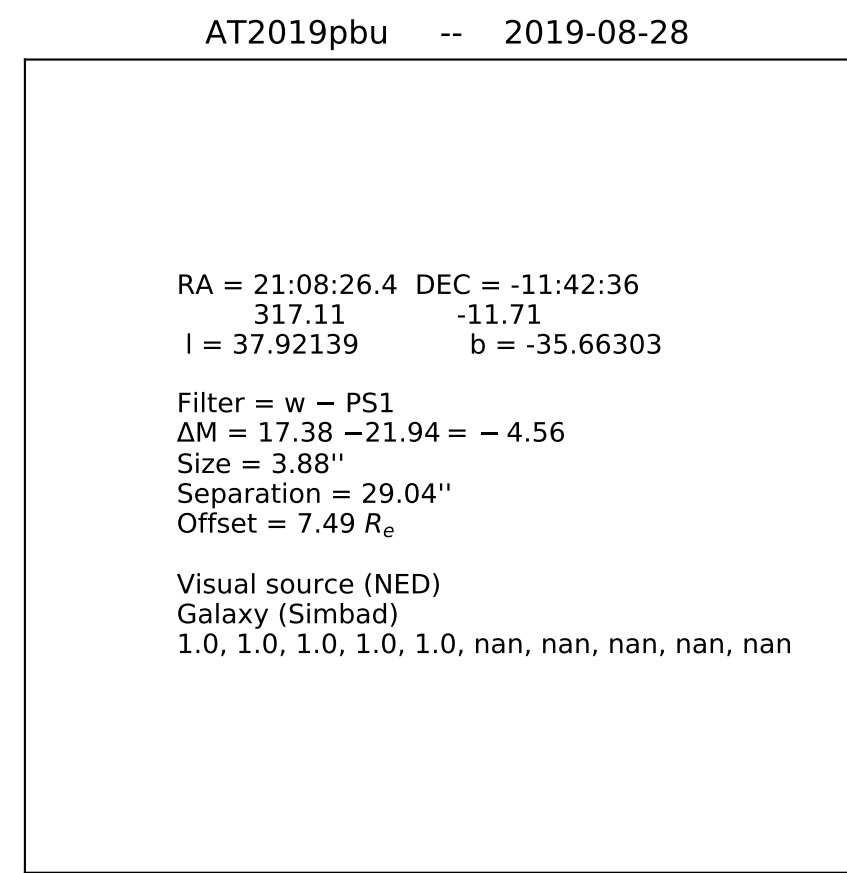 AT2019pbu -- 2019-08-28
RA = 21:08:26.4 DEC = -11:42:36
317.11 -11.71
l = 37.92139 b = -35.66303
Filter = w − PS1
ΔM = 17.38 −21.94 = − 4.56
Size = 3.88''
Separation = 29.04''
Offset = 7.49 Re
Visual source (NED)
Galaxy (Simbad)
1.0, 1.0, 1.0, 1.0, 1.0, nan, nan, nan, nan, nan